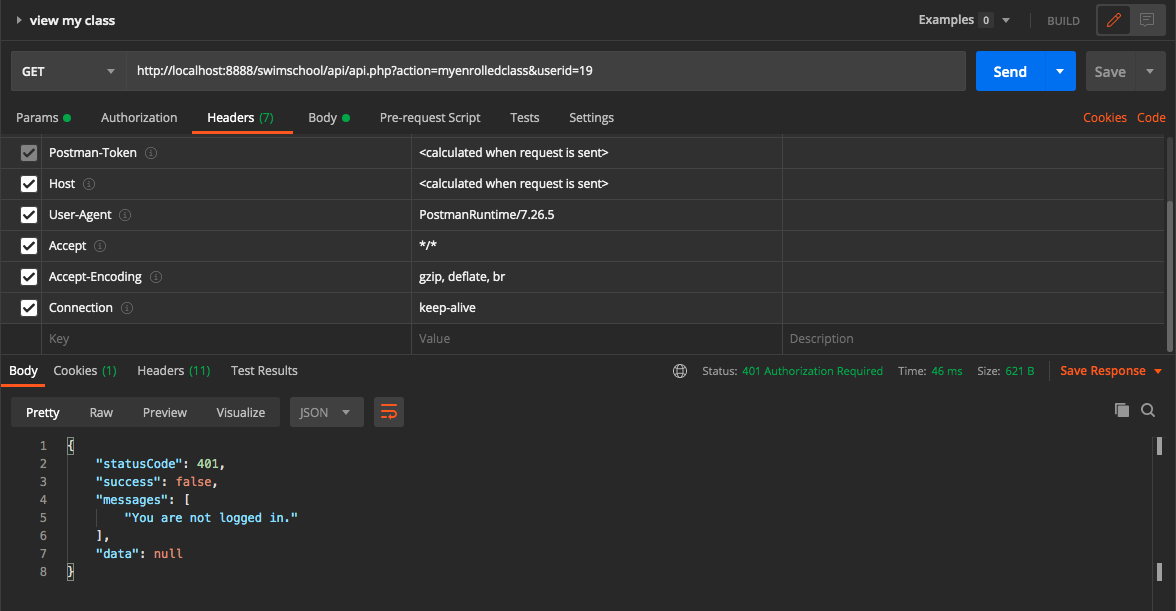 view my class
Examples 0
BUILD
GET
http://localhost:8888/swimschool/api/api.php?action=myenrolledclass&userid=19
Send
Save
Params
Authorization
Headers (7)
Body
Pre-request Script
Tests
Settings
Cookies
Code
Postman-Token <calculated when request is sent>
Host <calculated when request is sent>
User-Agent PostmanRuntime/7.26.5
Accept */*
Accept-Encoding gzip, deflate, br
Connection keep-alive
Key Value Description
Body
Cookies (1)
Headers (11)
Test Results
Status: 401 Authorization Required
Time: 46 ms
Size: 621 B
Save Response
Pretty
Raw
Preview
Visualize
JSON
1 {
2 "statusCode": 401,
3 "success": false,
4 "messages": [
5 "You are not logged in."
6 ],
7 "data": null
8 }